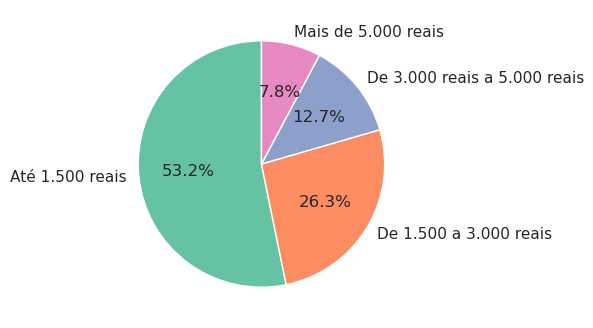 Mais de 5.000 reais
De 3.000 reais a 5.000 reais
7.8%
12.7%
Até 1.500 reais
53.2%
26.3%
De 1.500 a 3.000 reais